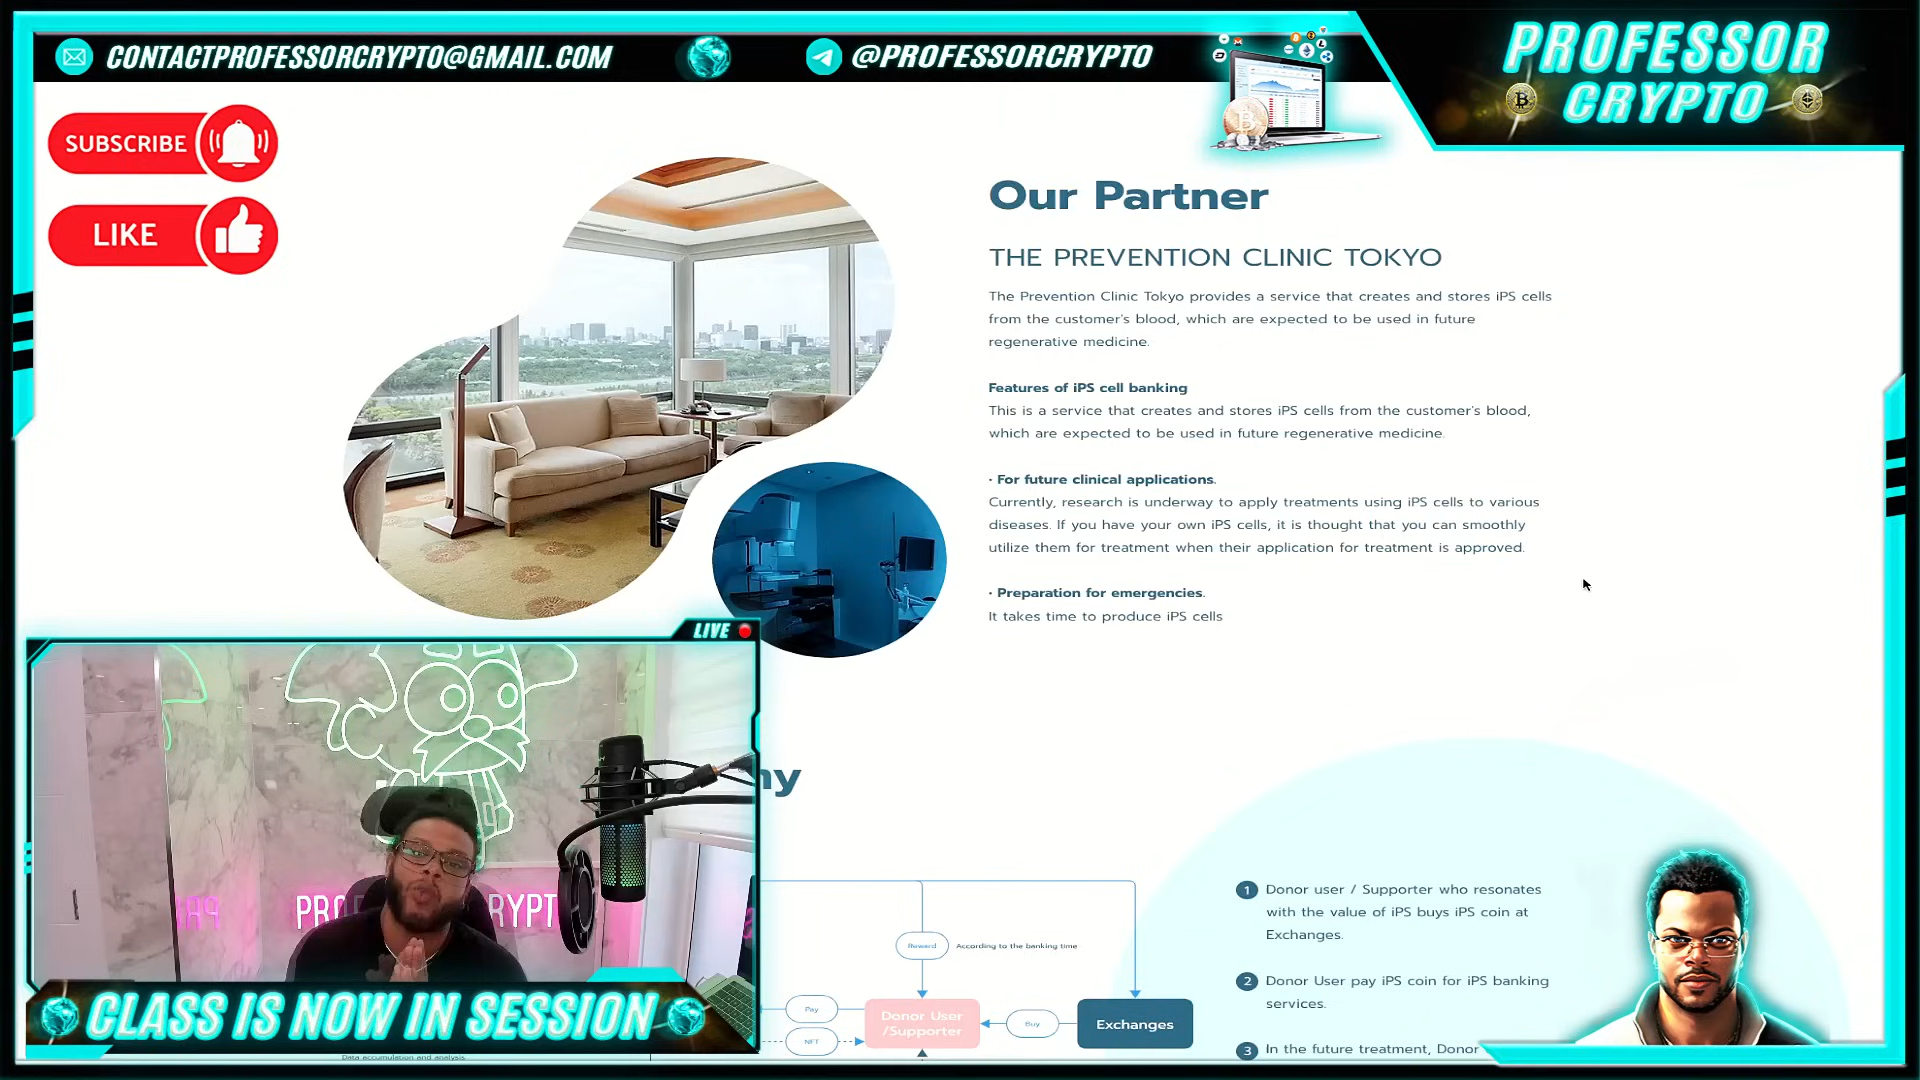 CONTACTPROFESSORCRYPTO@GMAIL.COM
@PROFESSORCRYPTO
PROFESSOR
CRYPTO
SUBSCRIBE
LIKE
Our Partner
THE PREVENTION CLINIC TOKYO
The Prevention Clinic Tokyo provides a service that creates and stores iPS cells
from the customer's blood, which are expected to be used in future
regenerative medicine.
Features of iPS cell banking
This is a service that creates and stores iPS cells from the customer's blood,
which are expected to be used in future regenerative medicine.
· For future clinical applications.
Currently, research is underway to apply treatments using iPS cells to various
diseases. If you have your own iPS cells, it is thought that you can smoothly
utilize them for treatment when their application for treatment is approved.
· Preparation for emergencies.
It takes time to produce iPS cells
LIVE
my
PRO RYPT
CLASS IS NOW IN SESSION
Reward
According to the banking time
Pay
NFT
Donor User
/Supporter
Buy
Exchanges
Data accumulation and analysis
1 Donor user / Supporter who resonates
with the value of iPS buys iPS coin at
Exchanges.
2 Donor User pay iPS coin for iPS banking
services.
3 In the future treatment, Donor